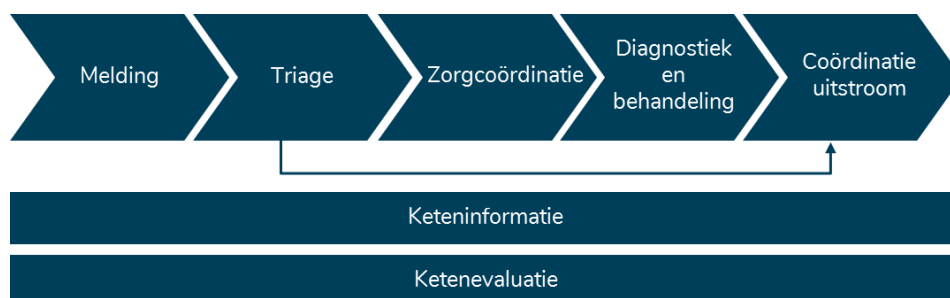 Melding
Triage
Zorgcoördinatie
Diagnostiek
en
behandeling
Coördinatie
uitstroom
Keteninformatie
Ketenevaluatie